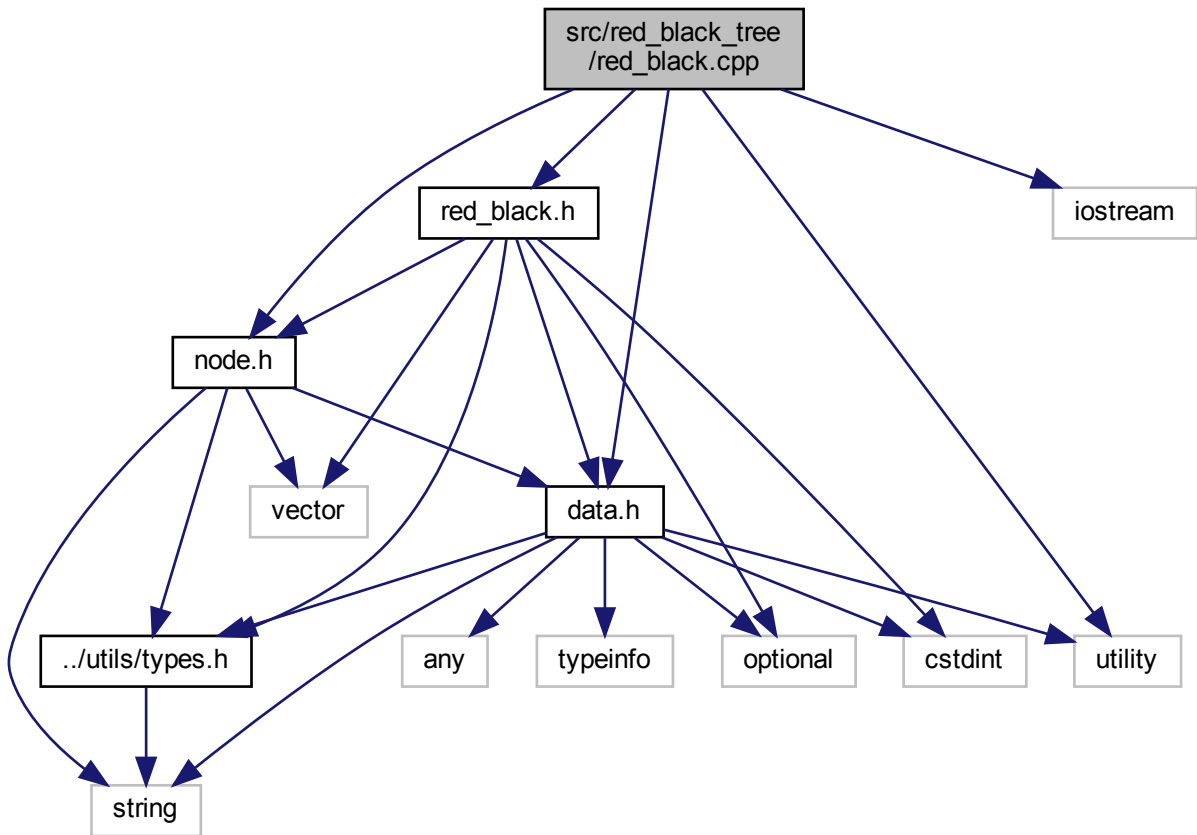 src/red_black_tree
/red_black.cpp
red_black.h
iostream
node.h
vector
data.h
../utils/types.h
any
typeinfo
optional
cstdint
utility
string